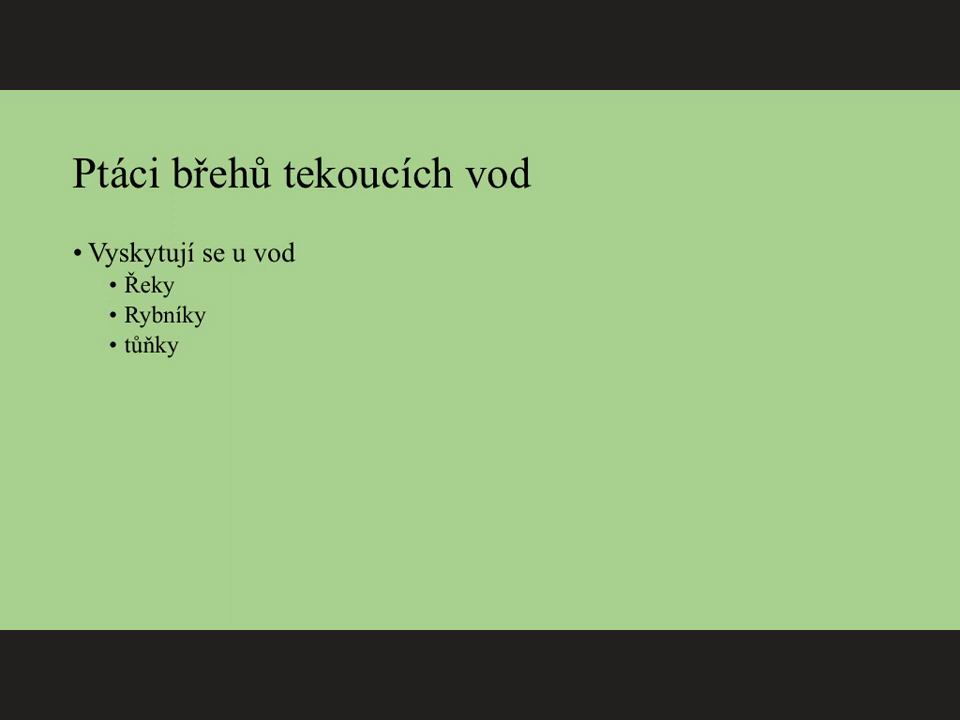 Ptáci břehů tekoucích vod
• Vyskytují se u vod
• Řeky
• Rybníky
• tůňky